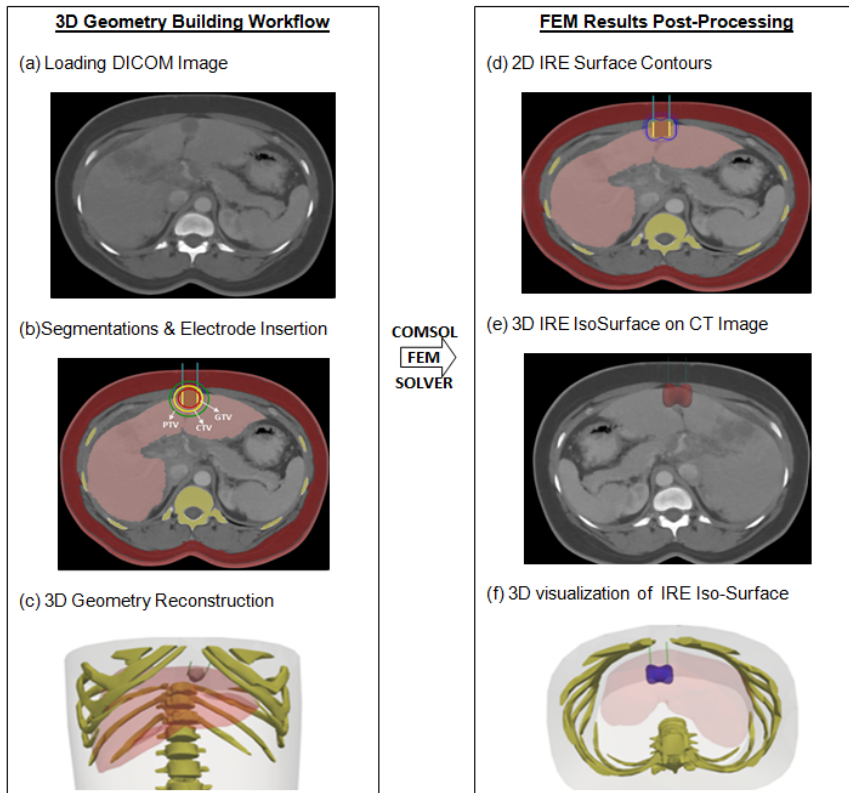 3D Geometry Building Workflow
(a) Loading DICOM Image
(b)Segmentations & Electrode Insertion
PTV
CTV
GTV
(c) 3D Geometry Reconstruction
COMSOL
FEM
SOLVER
FEM Results Post-Processing
(d) 2D IRE Surface Contours
(e) 3D IRE IsoSurface on CT Image
(f) 3D visualization of IRE Iso-Surface